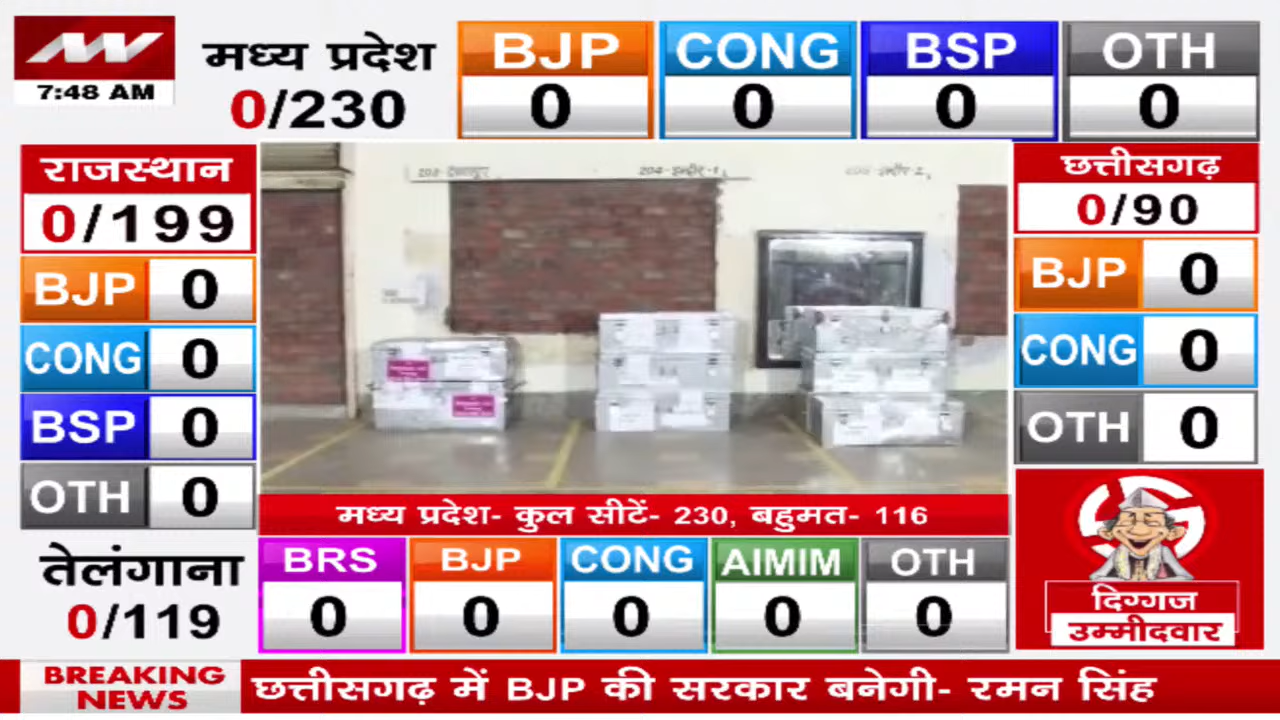 7:48 AM
मध्य प्रदेश
0/230
BJP
0
CONG
0
BSP
0
OTH
0
राजस्थान
0/199
BJP 0
CONG 0
BSP 0
OTH 0
छत्तीसगढ़
0/90
BJP 0
CONG 0
OTH 0
मध्य प्रदेश- कुल सीटें- 230, बहुमत- 116
तेलंगाना
0/119
BRS
0
BJP
0
CONG
0
AIMIM
0
OTH
0
दिग्गज
उम्मीदवार
BREAKING
NEWS
छत्तीसगढ़ में BJP की सरकार बनेगी- रमन सिंह